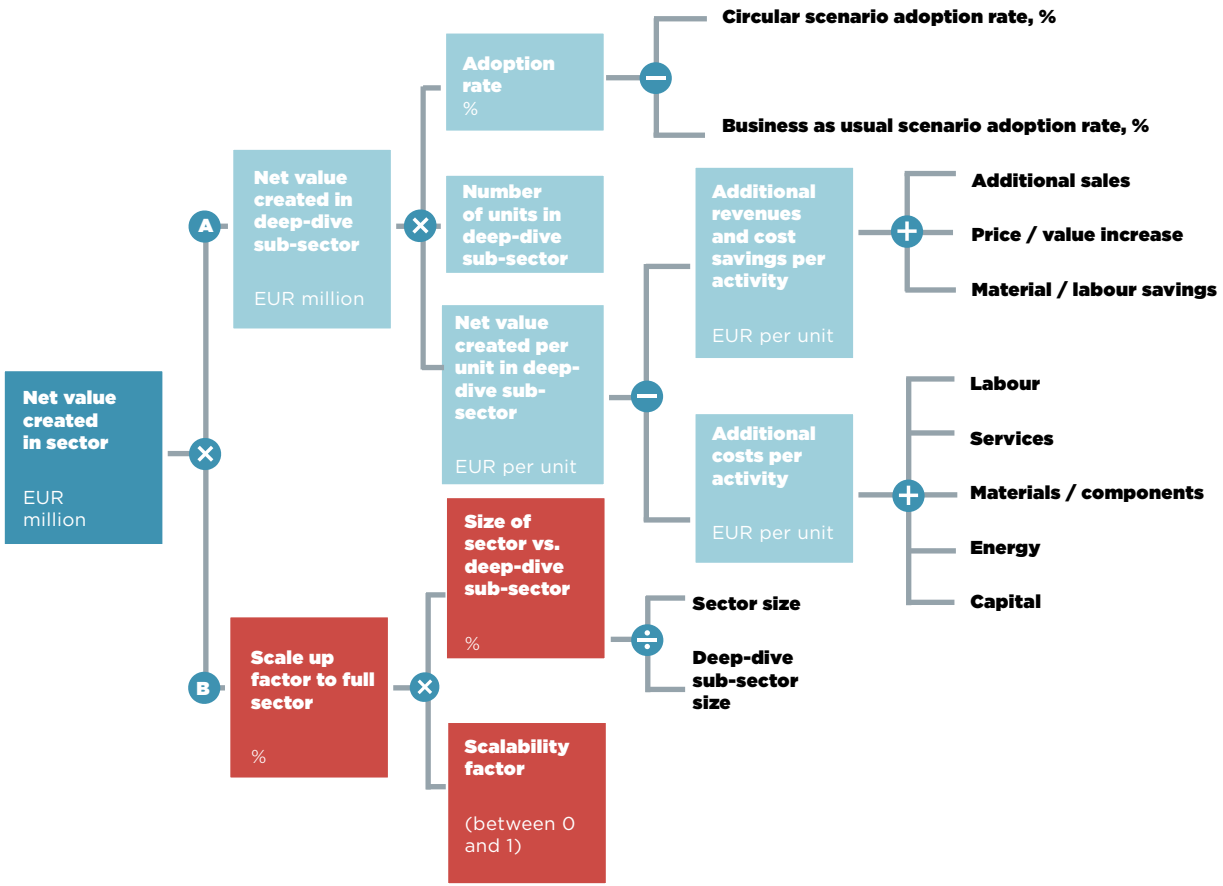 Net value
created
in sector
EUR
million
×
A
Net value
created in
deep-dive
sub-sector
EUR million
×
Adoption
rate
%
−
Circular scenario adoption rate, %
Business as usual scenario adoption rate, %
Number
of units in
deep-dive
sub-sector
Net value
created per
unit in deep-
dive sub-
sector
EUR per unit
−
Additional
revenues
and cost
savings per
activity
EUR per unit
+
Additional sales
Price / value increase
Material / labour savings
Additional
costs per
activity
EUR per unit
+
Labour
Services
Materials / components
Energy
Capital
B
Scale up
factor to full
sector
%
×
Size of
sector vs.
deep-dive
sub-sector
%
÷
Sector size
Deep-dive
sub-sector
size
Scalability
factor
(between 0
and 1)